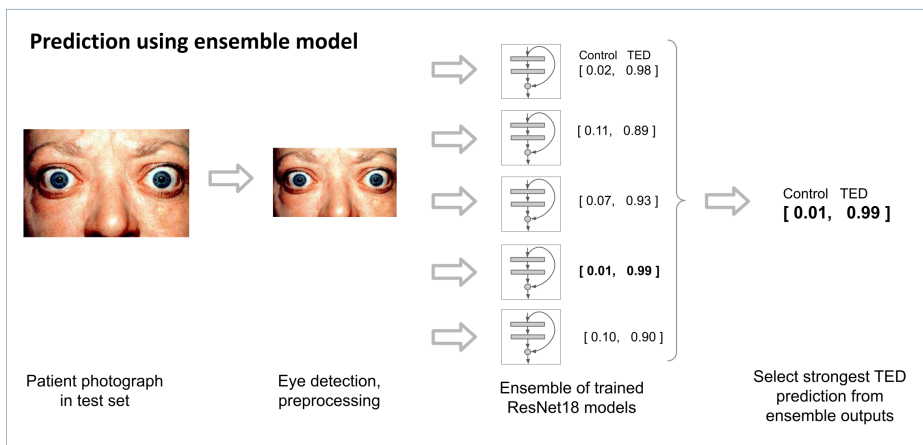 Prediction using ensemble model
Control TED
[ 0.02, 0.98 ]
[ 0.11, 0.89 ]
[ 0.07, 0.93 ]
[ 0.01, 0.99 ]
[ 0.10, 0.90 ]
Control TED
[ 0.01, 0.99 ]
Patient photograph
in test set
Eye detection,
preprocessing
Ensemble of trained
ResNet18 models
Select strongest TED
prediction from
ensemble outputs